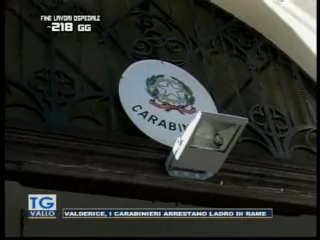 FINE LAVORI OSPEDALE
-218 GG
CARABINI
TG
VALLO
VALDERICE, I CARABINIERI ARRESTANO LADRO DI RAME